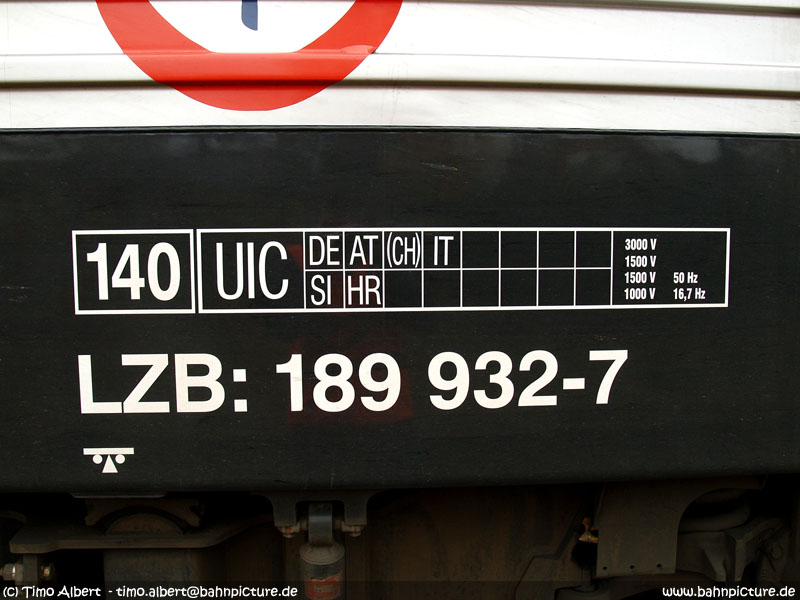 140 UIC DE AT (CH) IT
SI HR
3000 V
1500 V
1500 V 50 Hz
1000 V 16,7 Hz
LZB: 189 932-7
(c) Timo Albert - timo.albert@bahnpicture.de
www.bahnpicture.de